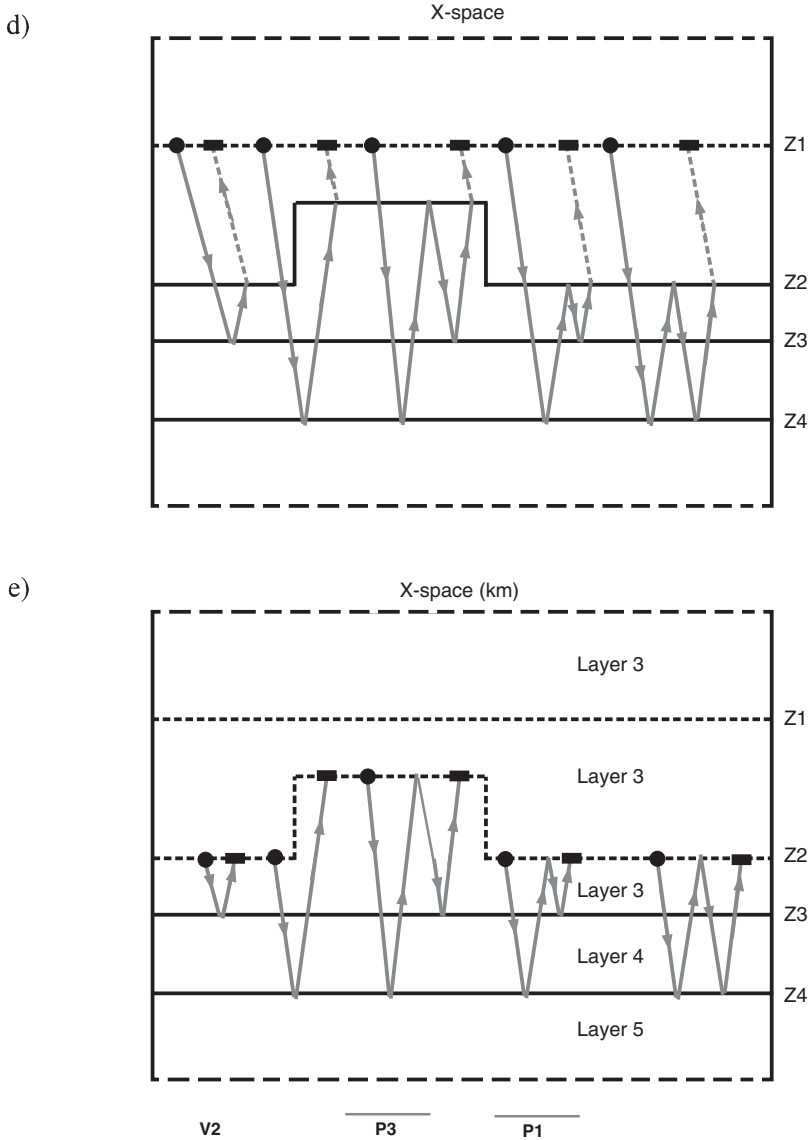 d)
X-space
Z1
Z2
Z3
Z4
e)
X-space (km)
Layer 3
Z1
Layer 3
Z2
Layer 3
Z3
Layer 4
Z4
Layer 5
V2 P3 P1